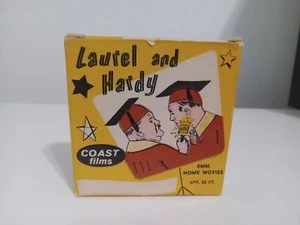 Laurel and
Hardy
COAST
films
8MM
HOME MOVIES
APP. 50 FT.